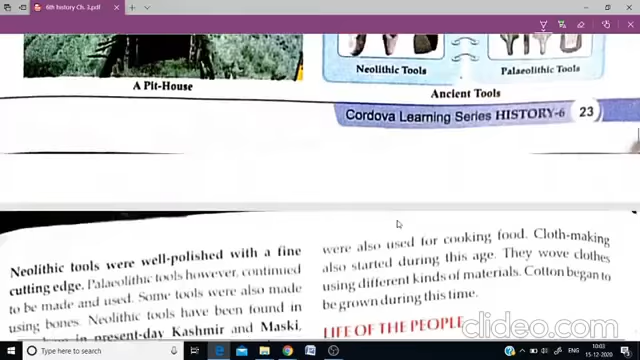 6th history Ch. 3.pdf
Neolithic Tools
Palaeolithic Tools
A Pit-House
Ancient Tools
Cordova Learning Series HISTORY-6 23
Neolithic tools were well-polished with a fine
cutting edge. Palaeolithic tools however, continued
to be made and used. Some tools were also made
using bones. Neolithic tools have been found in
in present-day Kashmir and Maski,
were also used for cooking food. Cloth-making
also started during this age. They wove clothes
using different kinds of materials. Cotton began to
be grown during this time.
LIFE OF THE PEOPLE
clideo.com
Type here to search
ENG
10:03
15-12-2020